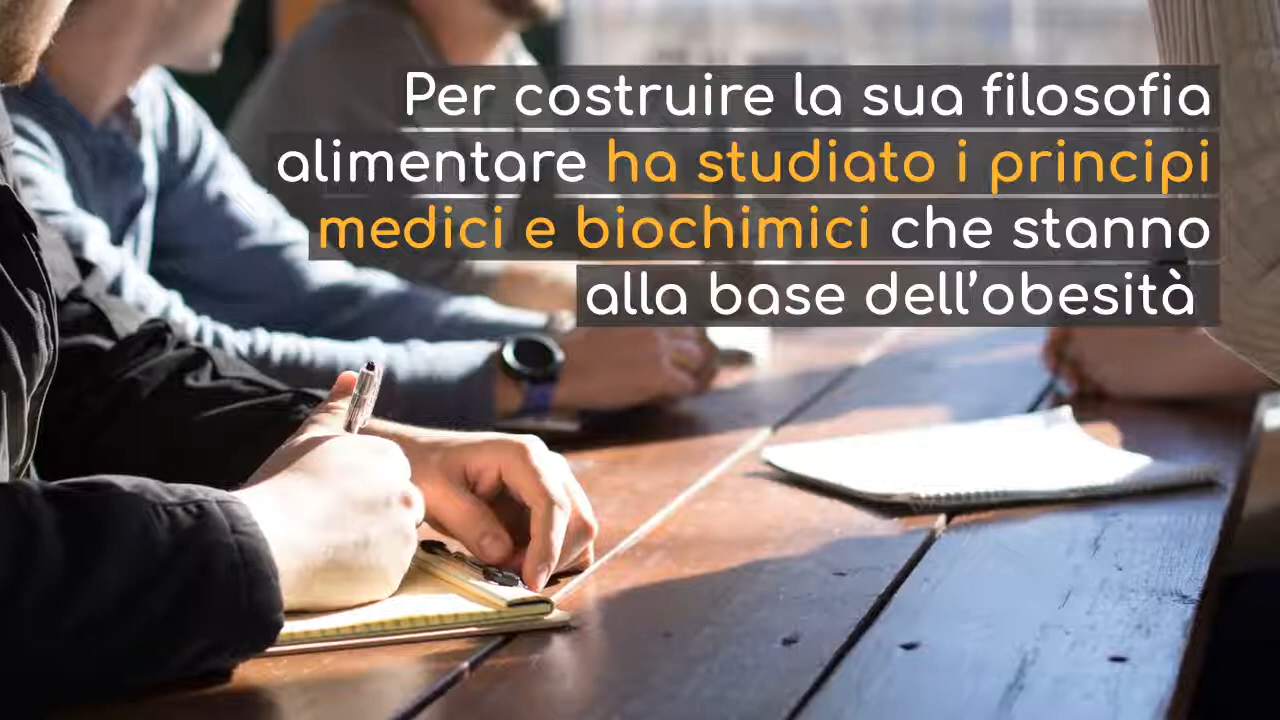 Per costruire la sua filosofia
alimentare ha studiato i principi
medici e biochimici che stanno
alla base dell’obesità